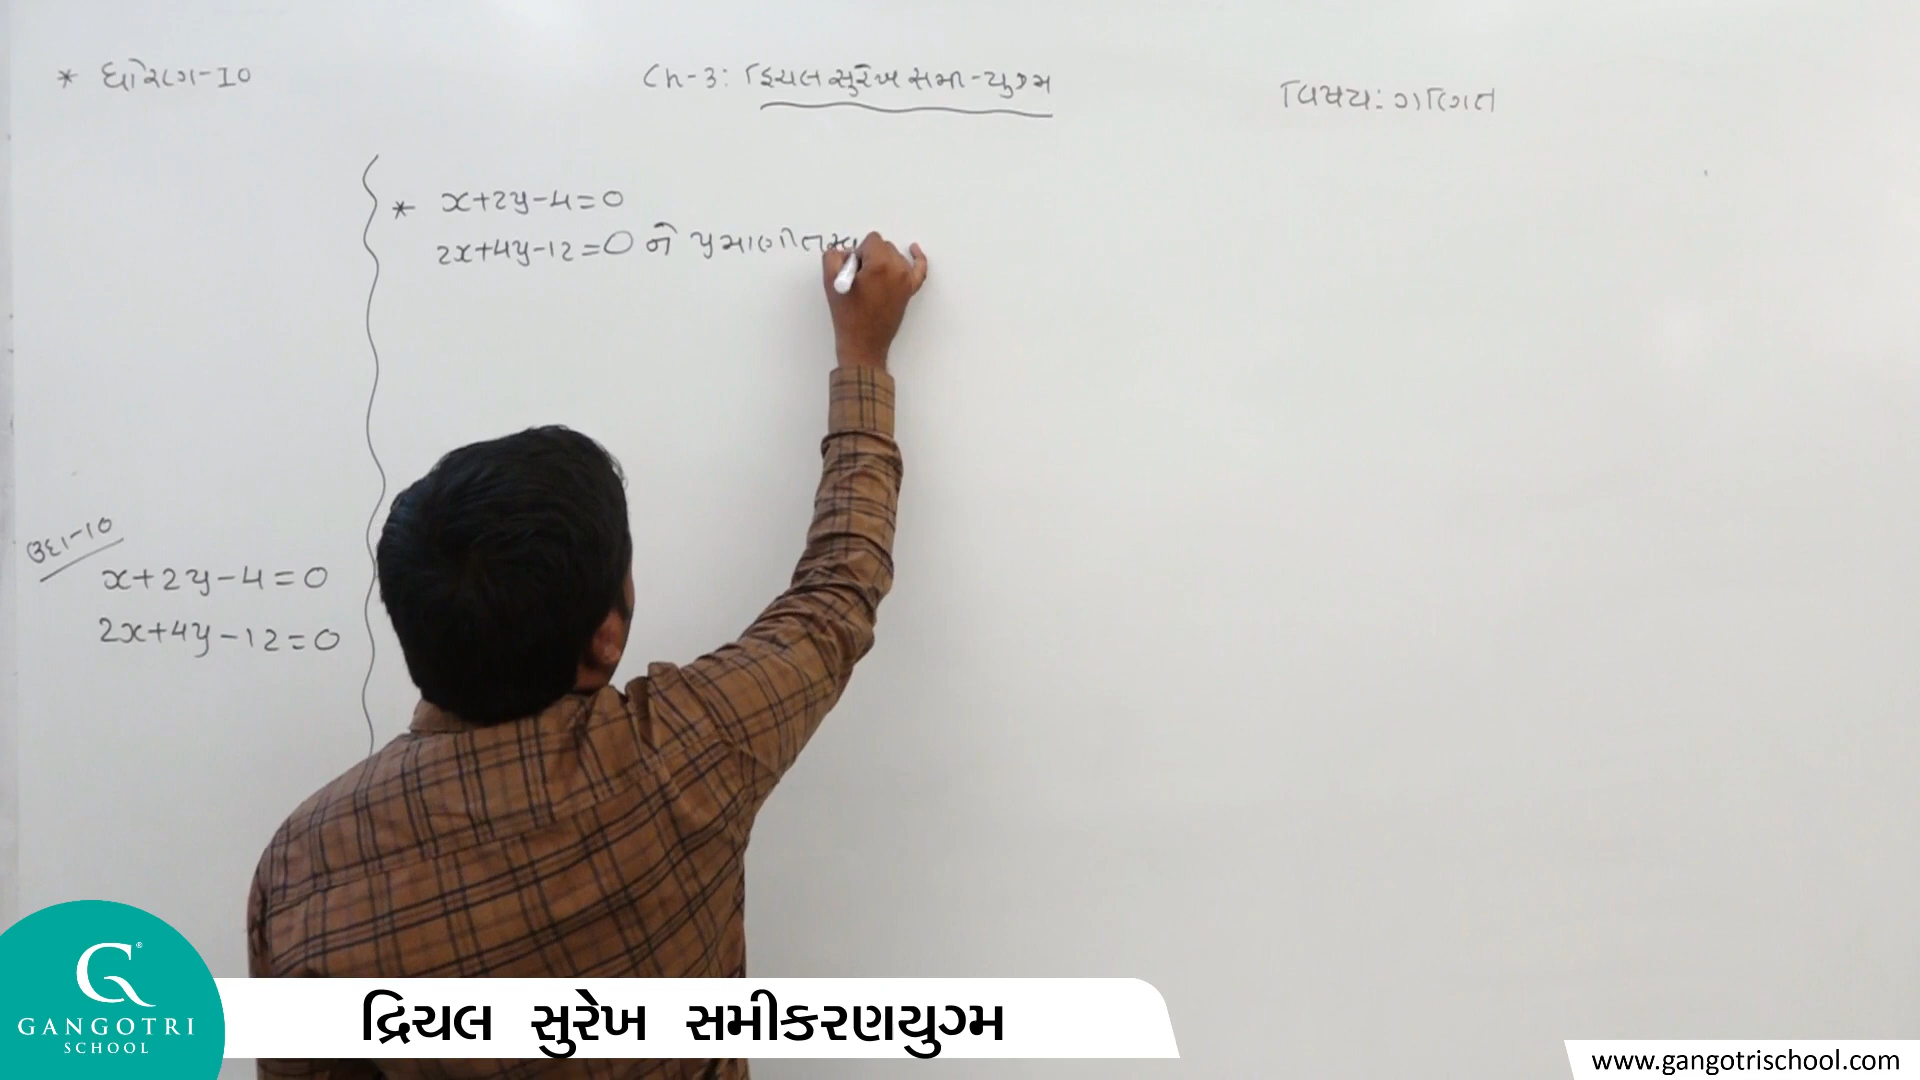 * ધોરણ-10
Ch-3: દ્વિચલ સુરેખ સમી-યુગ્મ
વિષય: ગણિત
* x+2y-4=0
2x+4y-12=0 ને પ્રમાણીત
ઉદા-10
x+2y-4=0
2x+4y-12=0
GANGOTRI
SCHOOL
દ્રિચલ સુરેખ સમીકરણયુગ્મ
www.gangotrischool.com